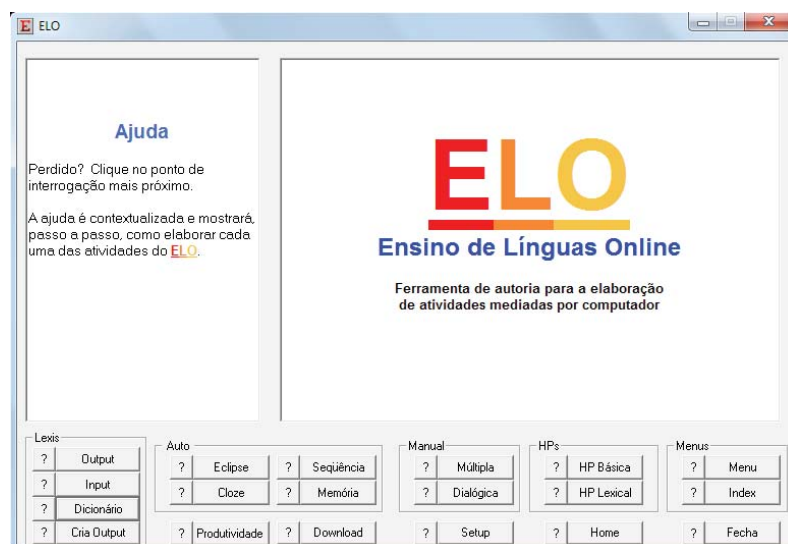 ELO
Ajuda
Perdido? Clique no ponto de
interrogação mais próximo.
A ajuda é contextualizada e mostrará,
passo a passo, como elaborar cada
uma das atividades do ELO.
ELO
Ensino de Línguas Online
Ferramenta de autoria para a elaboração
de atividades mediadas por computador
Lexis
? Output
? Input
? Dicionário
? Cria Output
Auto
? Eclipse ? Seqüência
? Cloze ? Memória
? Produtividade ? Download
Manual
? Múltipla
? Dialógica
? Setup
HPs
? HP Básica
? HP Lexical
? Home
Menus
? Menu
? Index
? Fecha